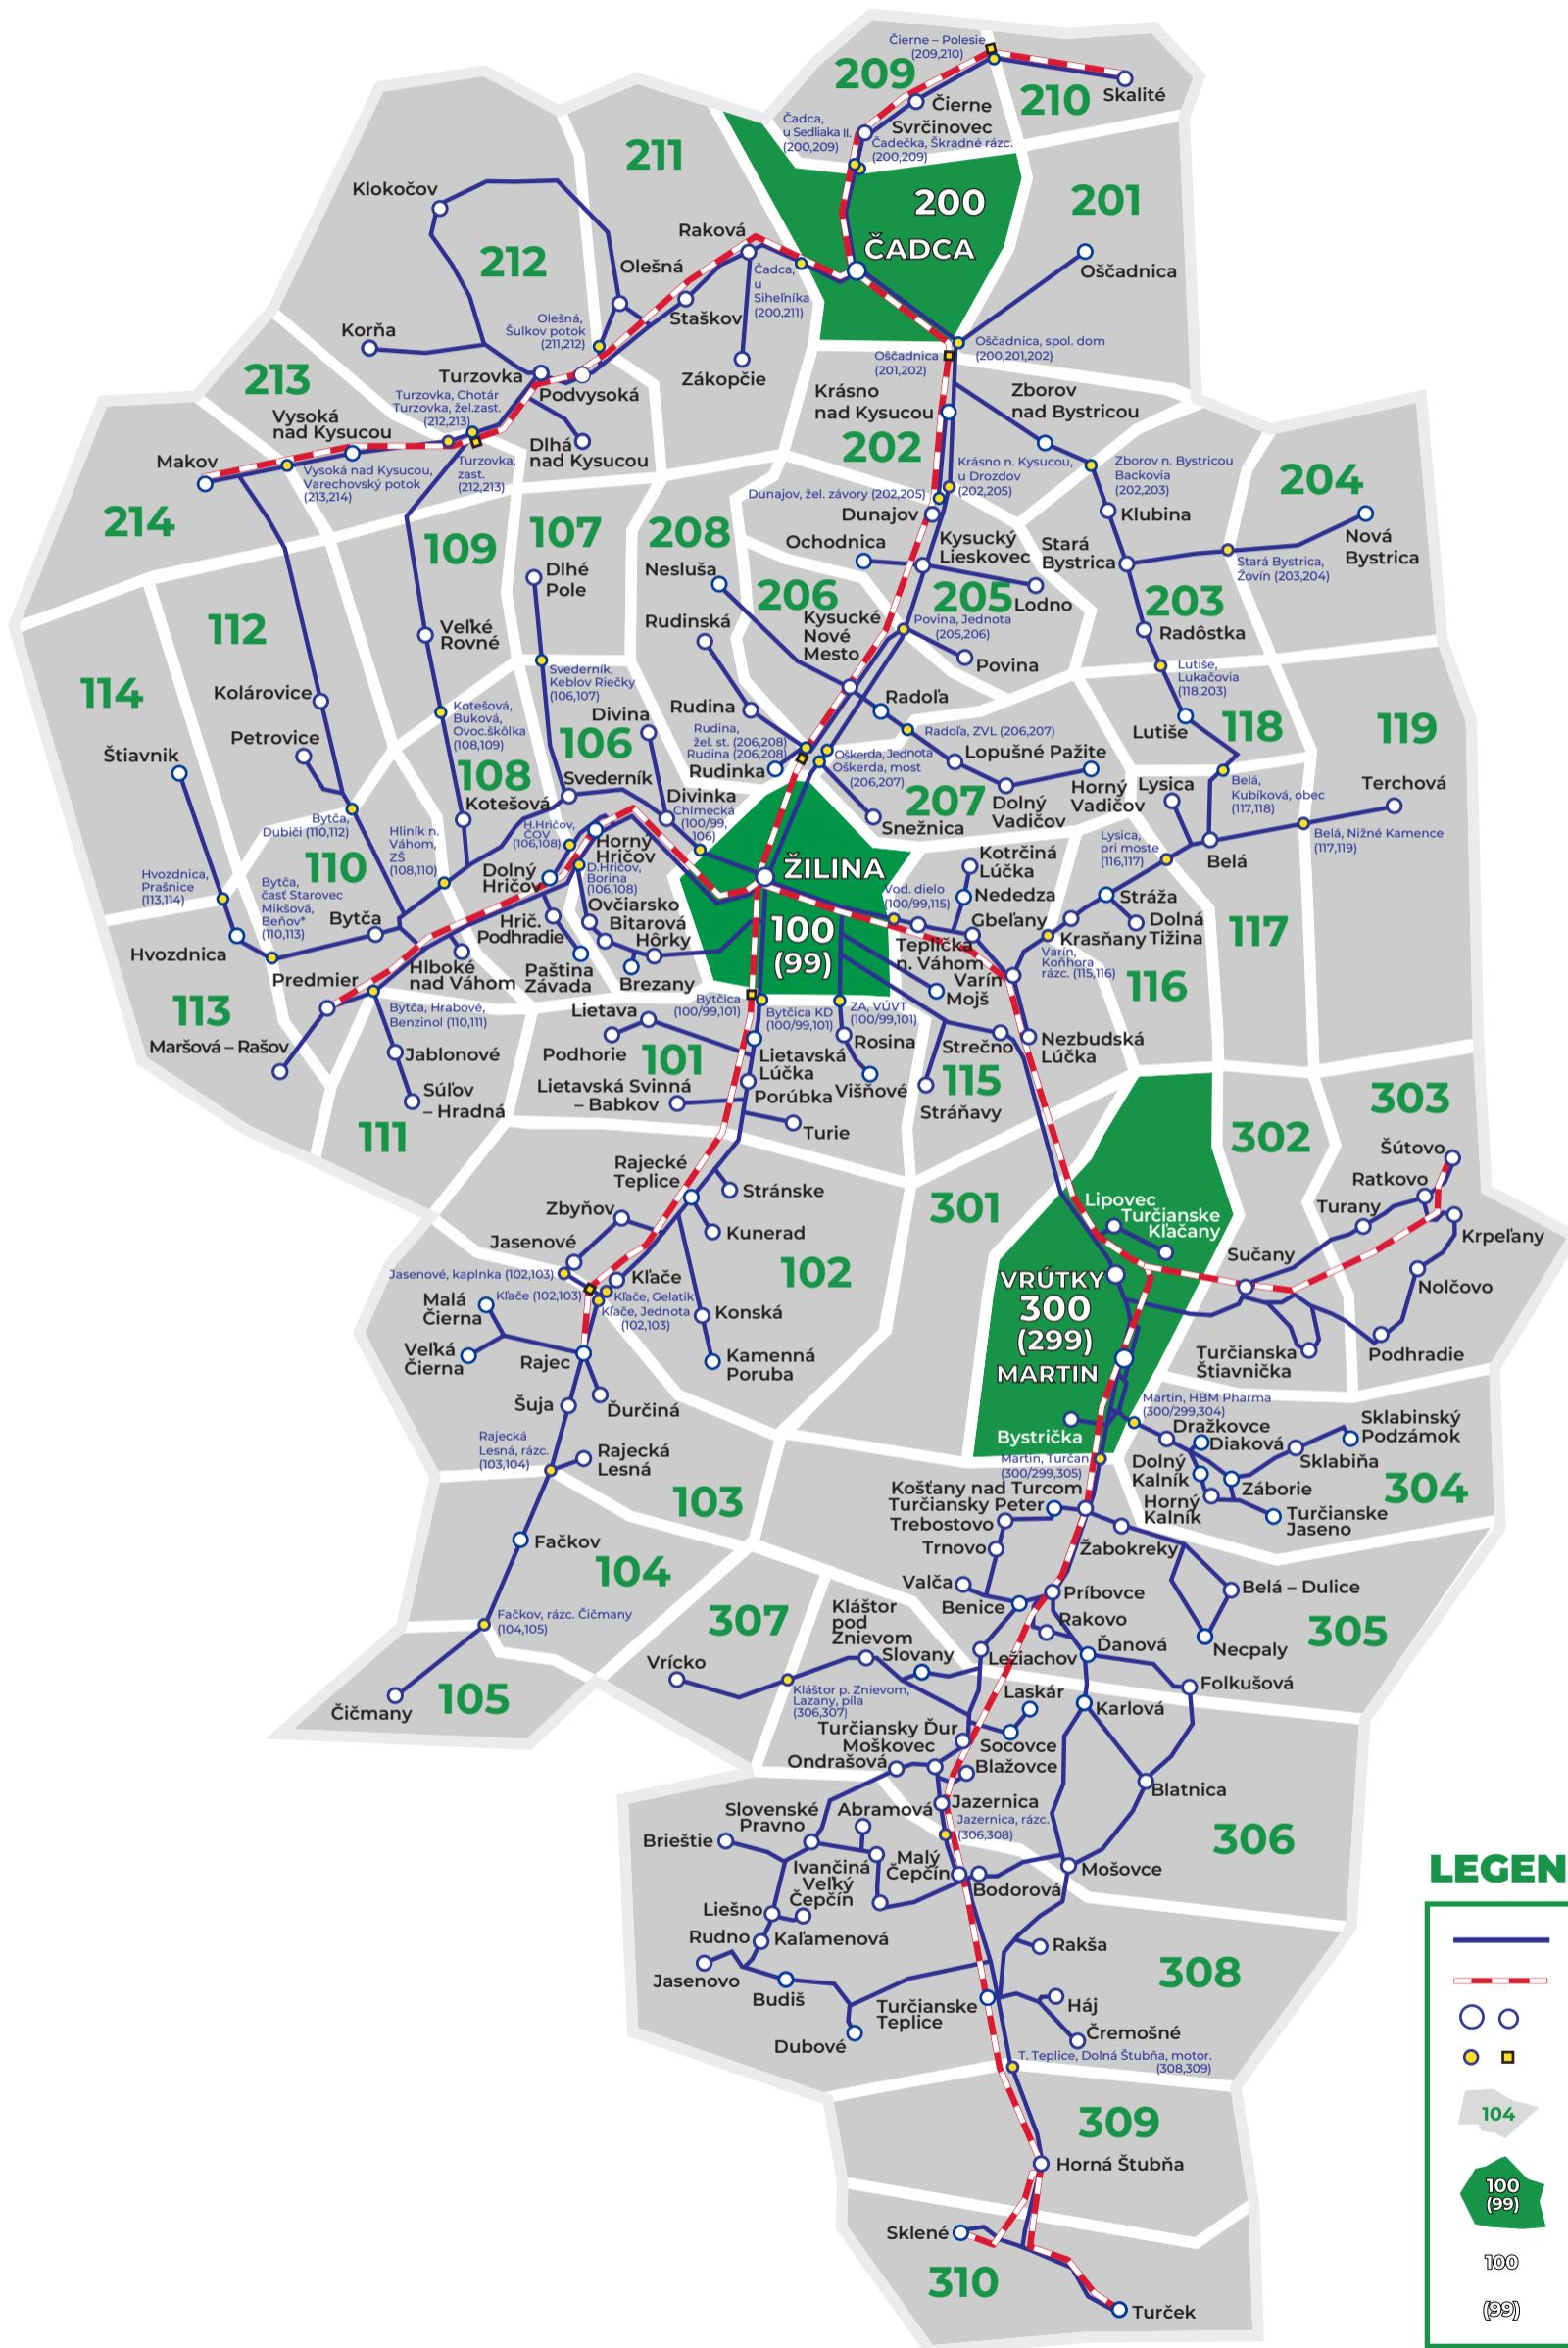 Čierne – Polesie
(209,210)
209
210
Skalité
Čierne
Svrčinovec
Čadca,
u Sedliaka II.
(200,209)
Čadečka, Škradné rázc.
(200,209)
211
200
ČADCA
201
Oščadnica
Klokočov
212
Raková
Olešná
Čadca,
u
Siheľníka
(200,211)
Staškov
Olešná,
Šulkov potok
(211,212)
Korňa
Zákopčie
Oščadnica, spol. dom
(200,201,202)
Oščadnica
(201,202)
213
Turzovka
Podvysoká
Turzovka, Chotár
Turzovka, žel.zast.
(212,213)
Vysoká
nad Kysucou
Dlhá
nad Kysucou
Krásno
nad Kysucou
Zborov
nad Bystricou
202
Makov
Vysoká nad Kysucou,
Varechovský potok
(213,214)
Turzovka,
zast.
(212,213)
Krásno n. Kysucou,
u Drozdov
(202,205)
Zborov n. Bystricou
Backovia
(202,203)
204
Dunajov, žel. závory (202,205)
Dunajov
Klubina
214
109
107
208
Ochodnica
Kysucký
Lieskovec
Stará
Bystrica
Nová
Bystrica
Stará Bystrica,
Žovín (203,204)
Dlhé
Pole
Nesluša
206
205
Lodno
203
112
Veľké
Rovné
Rudinská
Kysucké
Nové
Mesto
Povina, Jednota
(205,206)
Povina
Radôstka
Svederník,
Keblov Riečky
(106,107)
Lutiše,
Lukačovia
(118,203)
114
Kolárovice
Kotešová,
Buková,
Ovoc.škôlka
(108,109)
Divina
Rudina
Radoľa
Lutiše
118
119
Petrovice
106
Rudina,
žel. st. (206,208)
Rudina (206,208)
Radoľa, ZVL (206,207)
Štiavnik
108
Rudinka
Oškerda, Jednota
Oškerda, most
(206,207)
Lopušné Pažite
Horný
Vadičov
Dolný
Vadičov
207
Lysica
Belá,
Kubíková, obec
(117,118)
Terchová
Svederník
Kotešová
Divinka
Snežnica
Bytča,
Dubiči (110,112)
Hliník n.
Váhom,
ZŠ
(108,110)
H.Hričov,
ČOV
(106,108)
Chlmecká
(100/99,
106)
Horný
Hričov
Lysica,
pri moste
(116,117)
Belá
Belá, Nižné Kamence
(117,119)
110
Dolný
Hričov
D.Hričov,
Borina
(106,108)
ŽILINA
Kotrčiná
Lúčka
Hvozdnica,
Prašnice
(113,114)
Bytča,
časť Starovec
Mikšová,
Beňov*
(110,113)
Bytča
Hrič.
Podhradie
Ovčiarsko
Bitarová
Hôrky
Vod. dielo
(100/99,115)
Nededza
Stráža
100
(99)
Gbeľany
Krasňany
Dolná
Tižina
117
Hvozdnica
Predmier
Hlboké
nad Váhom
Paština
Závada
Brezany
Teplička
n. Váhom
Varín
Varín,
Koňhora
rázc. (115,116)
Mojš
116
113
Bytča, Hrabové,
Benzinol (110,111)
Lietava
Bytčica
(100/99,101)
Bytčica KD
(100/99,101)
ZA, VÚVT
(100/99,101)
Maršová – Rašov
Jablonové
Podhorie
101
Lietavská
Lúčka
Rosina
Strečno
Nezbudská
Lúčka
Súľov
– Hradná
Lietavská Svinná
– Babkov
Porúbka
Višňové
115
Stráňavy
303
111
Turie
302
Šútovo
Rajecké
Teplice
Stránske
301
Lipovec
Turčianske
Kľačany
Ratkovo
Turany
Krpeľany
Zbyňov
Kunerad
Jasenové
Sučany
Jasenové, kaplnka (102,103)
Kľače
102
VRÚTKY
300
(299)
MARTIN
Nolčovo
Malá
Čierna
Kľače (102,103)
Kľače, Gelatik
Kľače, Jednota
(102,103)
Konská
Veľká
Čierna
Rajec
Kamenná
Poruba
Turčianska
Štiavnička
Podhradie
Šuja
Ďurčiná
Martin, HBM Pharma
(300/299,304)
Bystrička
Dražkovce
Diaková
Sklabinský
Podzámok
Rajecká
Lesná, rázc.
(103,104)
Rajecká
Lesná
Martin, Turčan
(300/299,305)
Dolný
Kalník
Sklabiňa
103
Košťany nad Turcom
Turčiansky Peter
Horný
Kalník
Záborie
304
Trebostovo
Turčianske
Jaseno
Fačkov
Trnovo
Žabokreky
104
Valča
Príbovce
Belá – Dulice
Fačkov, rázc. Čičmany
(104,105)
307
Kláštor
pod
Znievom
Benice
Rakovo
305
Slovany
Ležiachov
Ďanová
Necpaly
Vrícko
Čičmany
105
Kláštor p. Znievom,
Lazany, píla
(306,307)
Laskár
Folkušová
Karlová
Turčiansky Ďur
Moškovec
Socovce
Ondrašová
Blažovce
Blatnica
Slovenské
Pravno
Abramová
Jazernica
Jazernica, rázc.
(306,308)
306
Brieštie
Ivančiná
Malý
Čepčín
Mošovce
Veľký
Čepčín
Bodorová
LEGEN
Liešno
Rudno
Kaľamenová
Rakša
Jasenovo
308
Budiš
Turčianske
Teplice
Háj
Čremošné
Dubové
T. Teplice, Dolná Štubňa, motor.
(308,309)
309
104
Horná Štubňa
100
(99)
Sklené
310
100
Turček
(99)